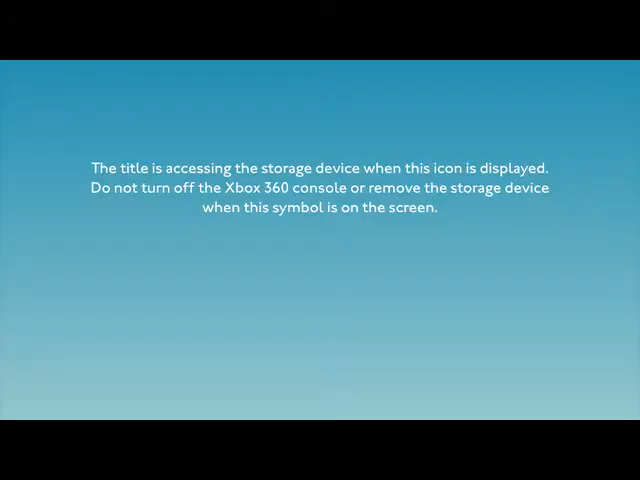 The title is accessing the storage device when this icon is displayed.
Do not turn off the Xbox 360 console or remove the storage device
when this symbol is on the screen.